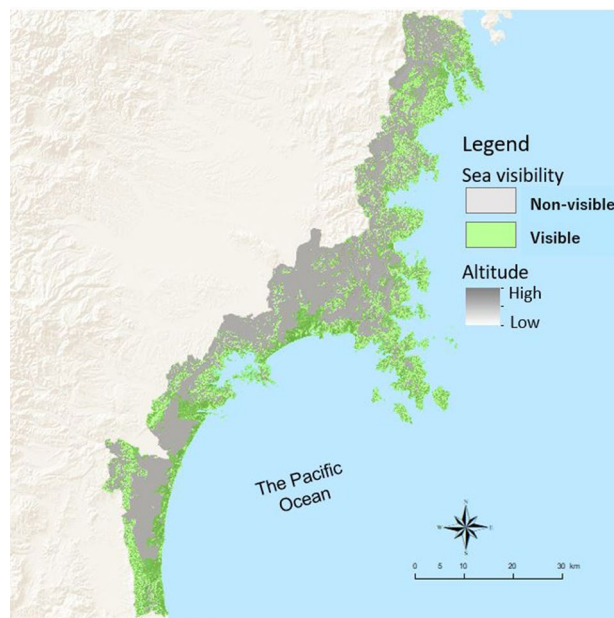 Legend
Sea visibility
Non-visible
Visible
Altitude
High
Low
The Pacific
Ocean
N
W E
S
0 5 10 20 30 km